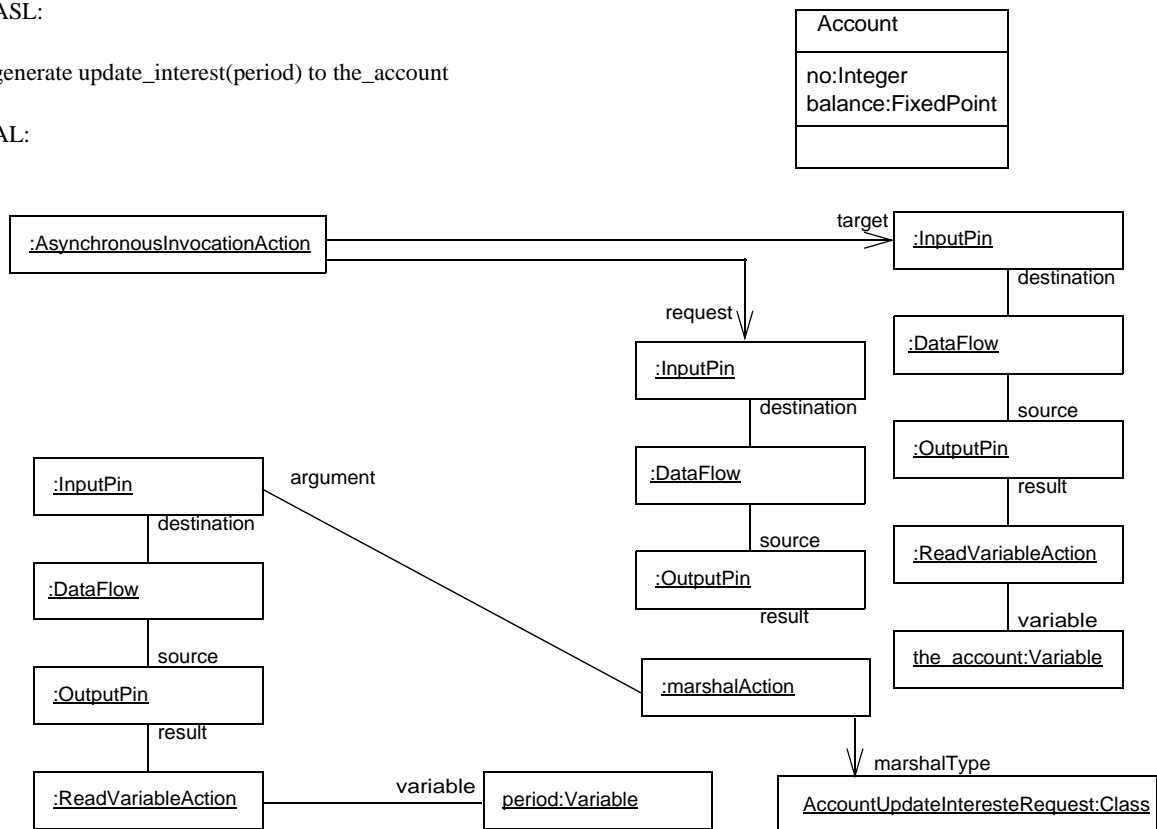 ASL:
Account
generate update_interest(period) to the_account
no:Integer
balance:FixedPoint
AL:
:AsynchronousInvocationAction
target
:InputPin
destination
request
:DataFlow
:InputPin
destination
source
:OutputPin
result
:InputPin
argument
:DataFlow
destination
source
:ReadVariableAction
:DataFlow
:OutputPin
result
variable
the_account:Variable
source
:OutputPin
:marshalAction
result
marshalType
:ReadVariableAction
variable
period:Variable
AccountUpdateInteresteRequest:Class